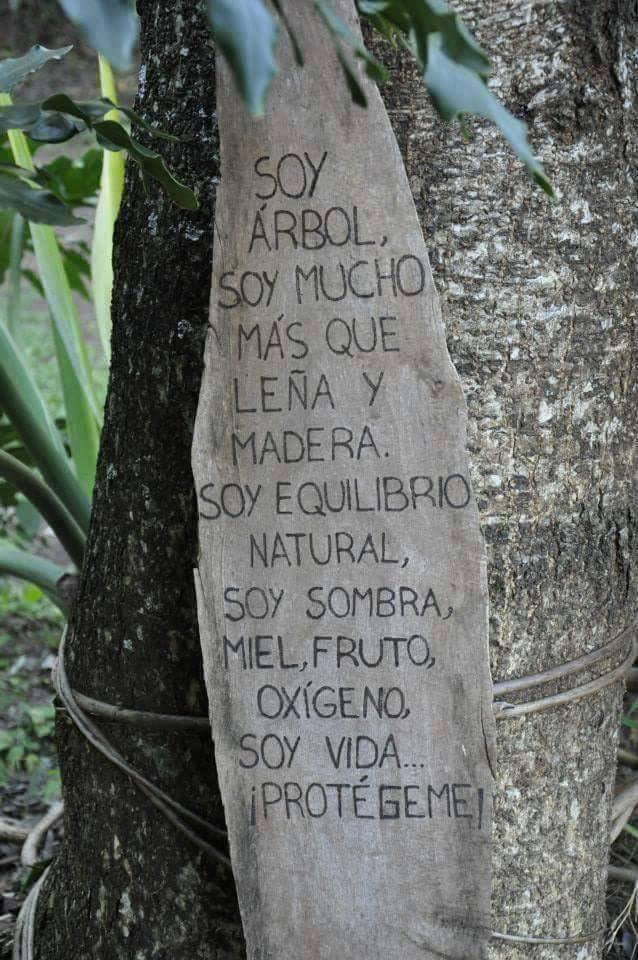 SOY
ÁRBOL,
SOY MUCHO
MÁS QUE
LEÑA Y
MADERA.
SOY EQUILIBRIO
NATURAL,
SOY SOMBRA,
MIEL, FRUTO,
OXÍGENO,
SOY VIDA...
¡PROTÉGEME!